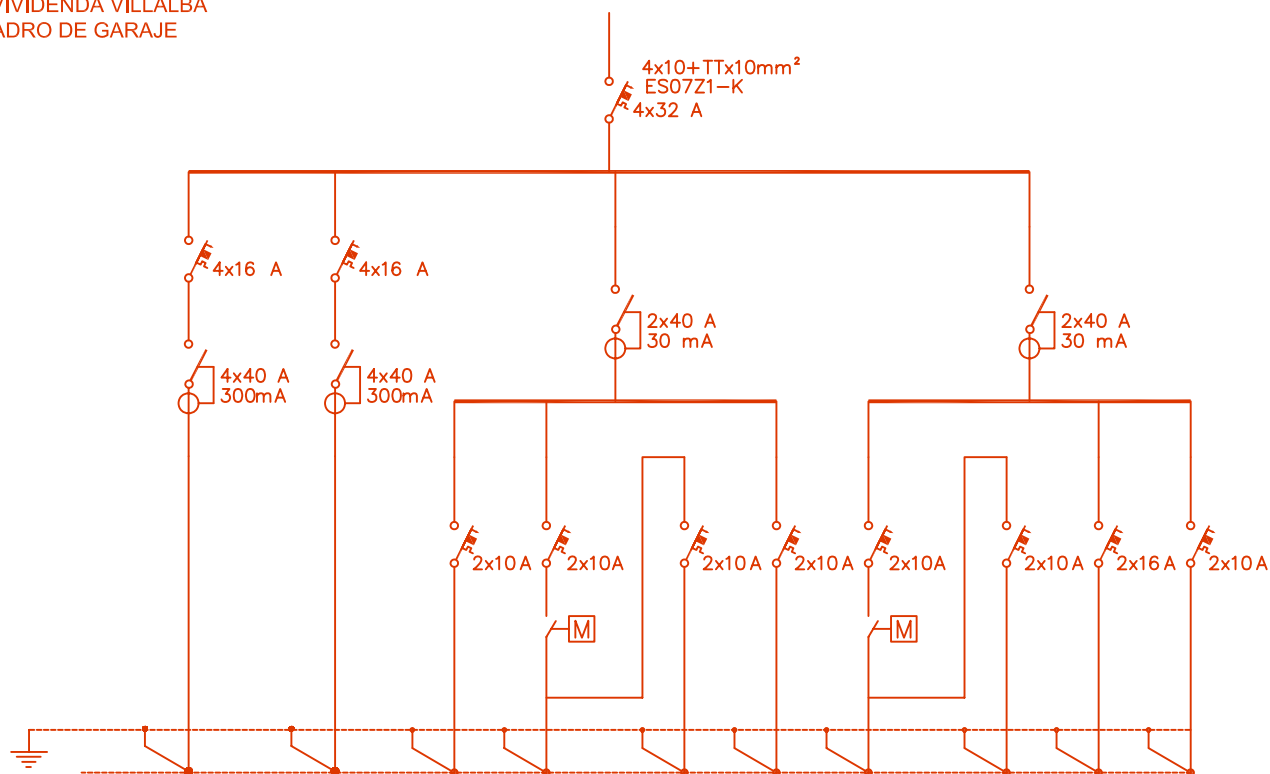 VIVIDENDA VILLALBA
ADRO DE GARAJE
4x10+TTx10mm²
ES07Z1-K
4x32 A
4x16 A
4x16 A
2x40 A
30 mA
2x40 A
30 mA
4x40 A
300mA
4x40 A
300mA
2x10A
2x10A
2x10A
2x10A
2x10A
2x10A
2x16A
2x10A
M
M